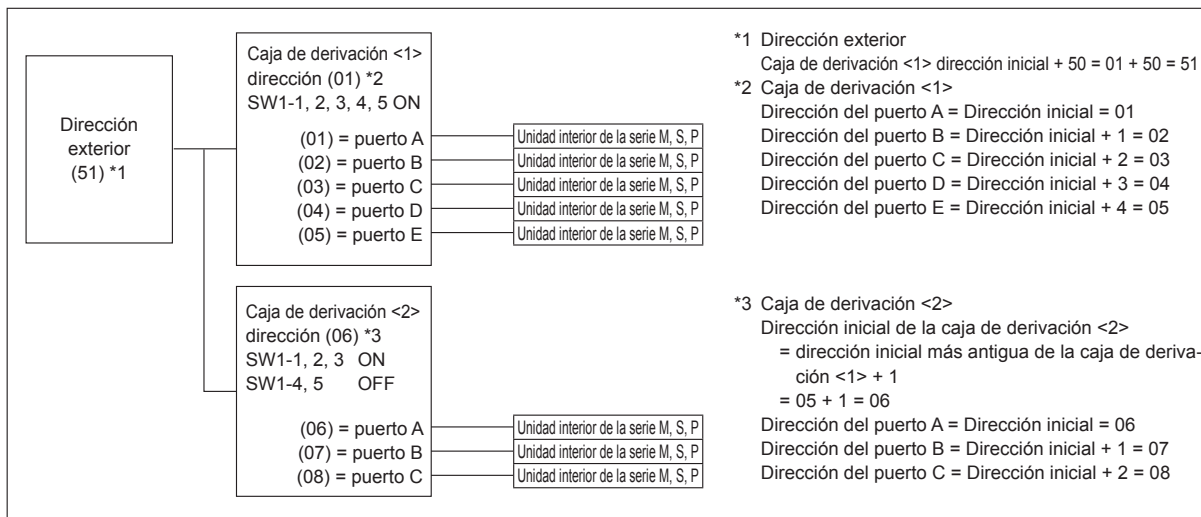 Dirección
exterior
(51) *1
Caja de derivación <1>
dirección (01) *2
SW1-1, 2, 3, 4, 5 ON
(01) = puerto A
(02) = puerto B
(03) = puerto C
(04) = puerto D
(05) = puerto E
Unidad interior de la serie M, S, P
Unidad interior de la serie M, S, P
Unidad interior de la serie M, S, P
Unidad interior de la serie M, S, P
Unidad interior de la serie M, S, P
Caja de derivación <2>
dirección (06) *3
SW1-1, 2, 3 ON
SW1-4, 5 OFF
(06) = puerto A
(07) = puerto B
(08) = puerto C
Unidad interior de la serie M, S, P
Unidad interior de la serie M, S, P
Unidad interior de la serie M, S, P
*1 Dirección exterior
Caja de derivación <1> dirección inicial + 50 = 01 + 50 = 51
*2 Caja de derivación <1>
Dirección del puerto A = Dirección inicial = 01
Dirección del puerto B = Dirección inicial + 1 = 02
Dirección del puerto C = Dirección inicial + 2 = 03
Dirección del puerto D = Dirección inicial + 3 = 04
Dirección del puerto E = Dirección inicial + 4 = 05
*3 Caja de derivación <2>
Dirección inicial de la caja de derivación <2>
= dirección inicial más antigua de la caja de deriva-
ción <1> + 1
= 05 + 1 = 06
Dirección del puerto A = Dirección inicial = 06
Dirección del puerto B = Dirección inicial + 1 = 07
Dirección del puerto C = Dirección inicial + 2 = 08